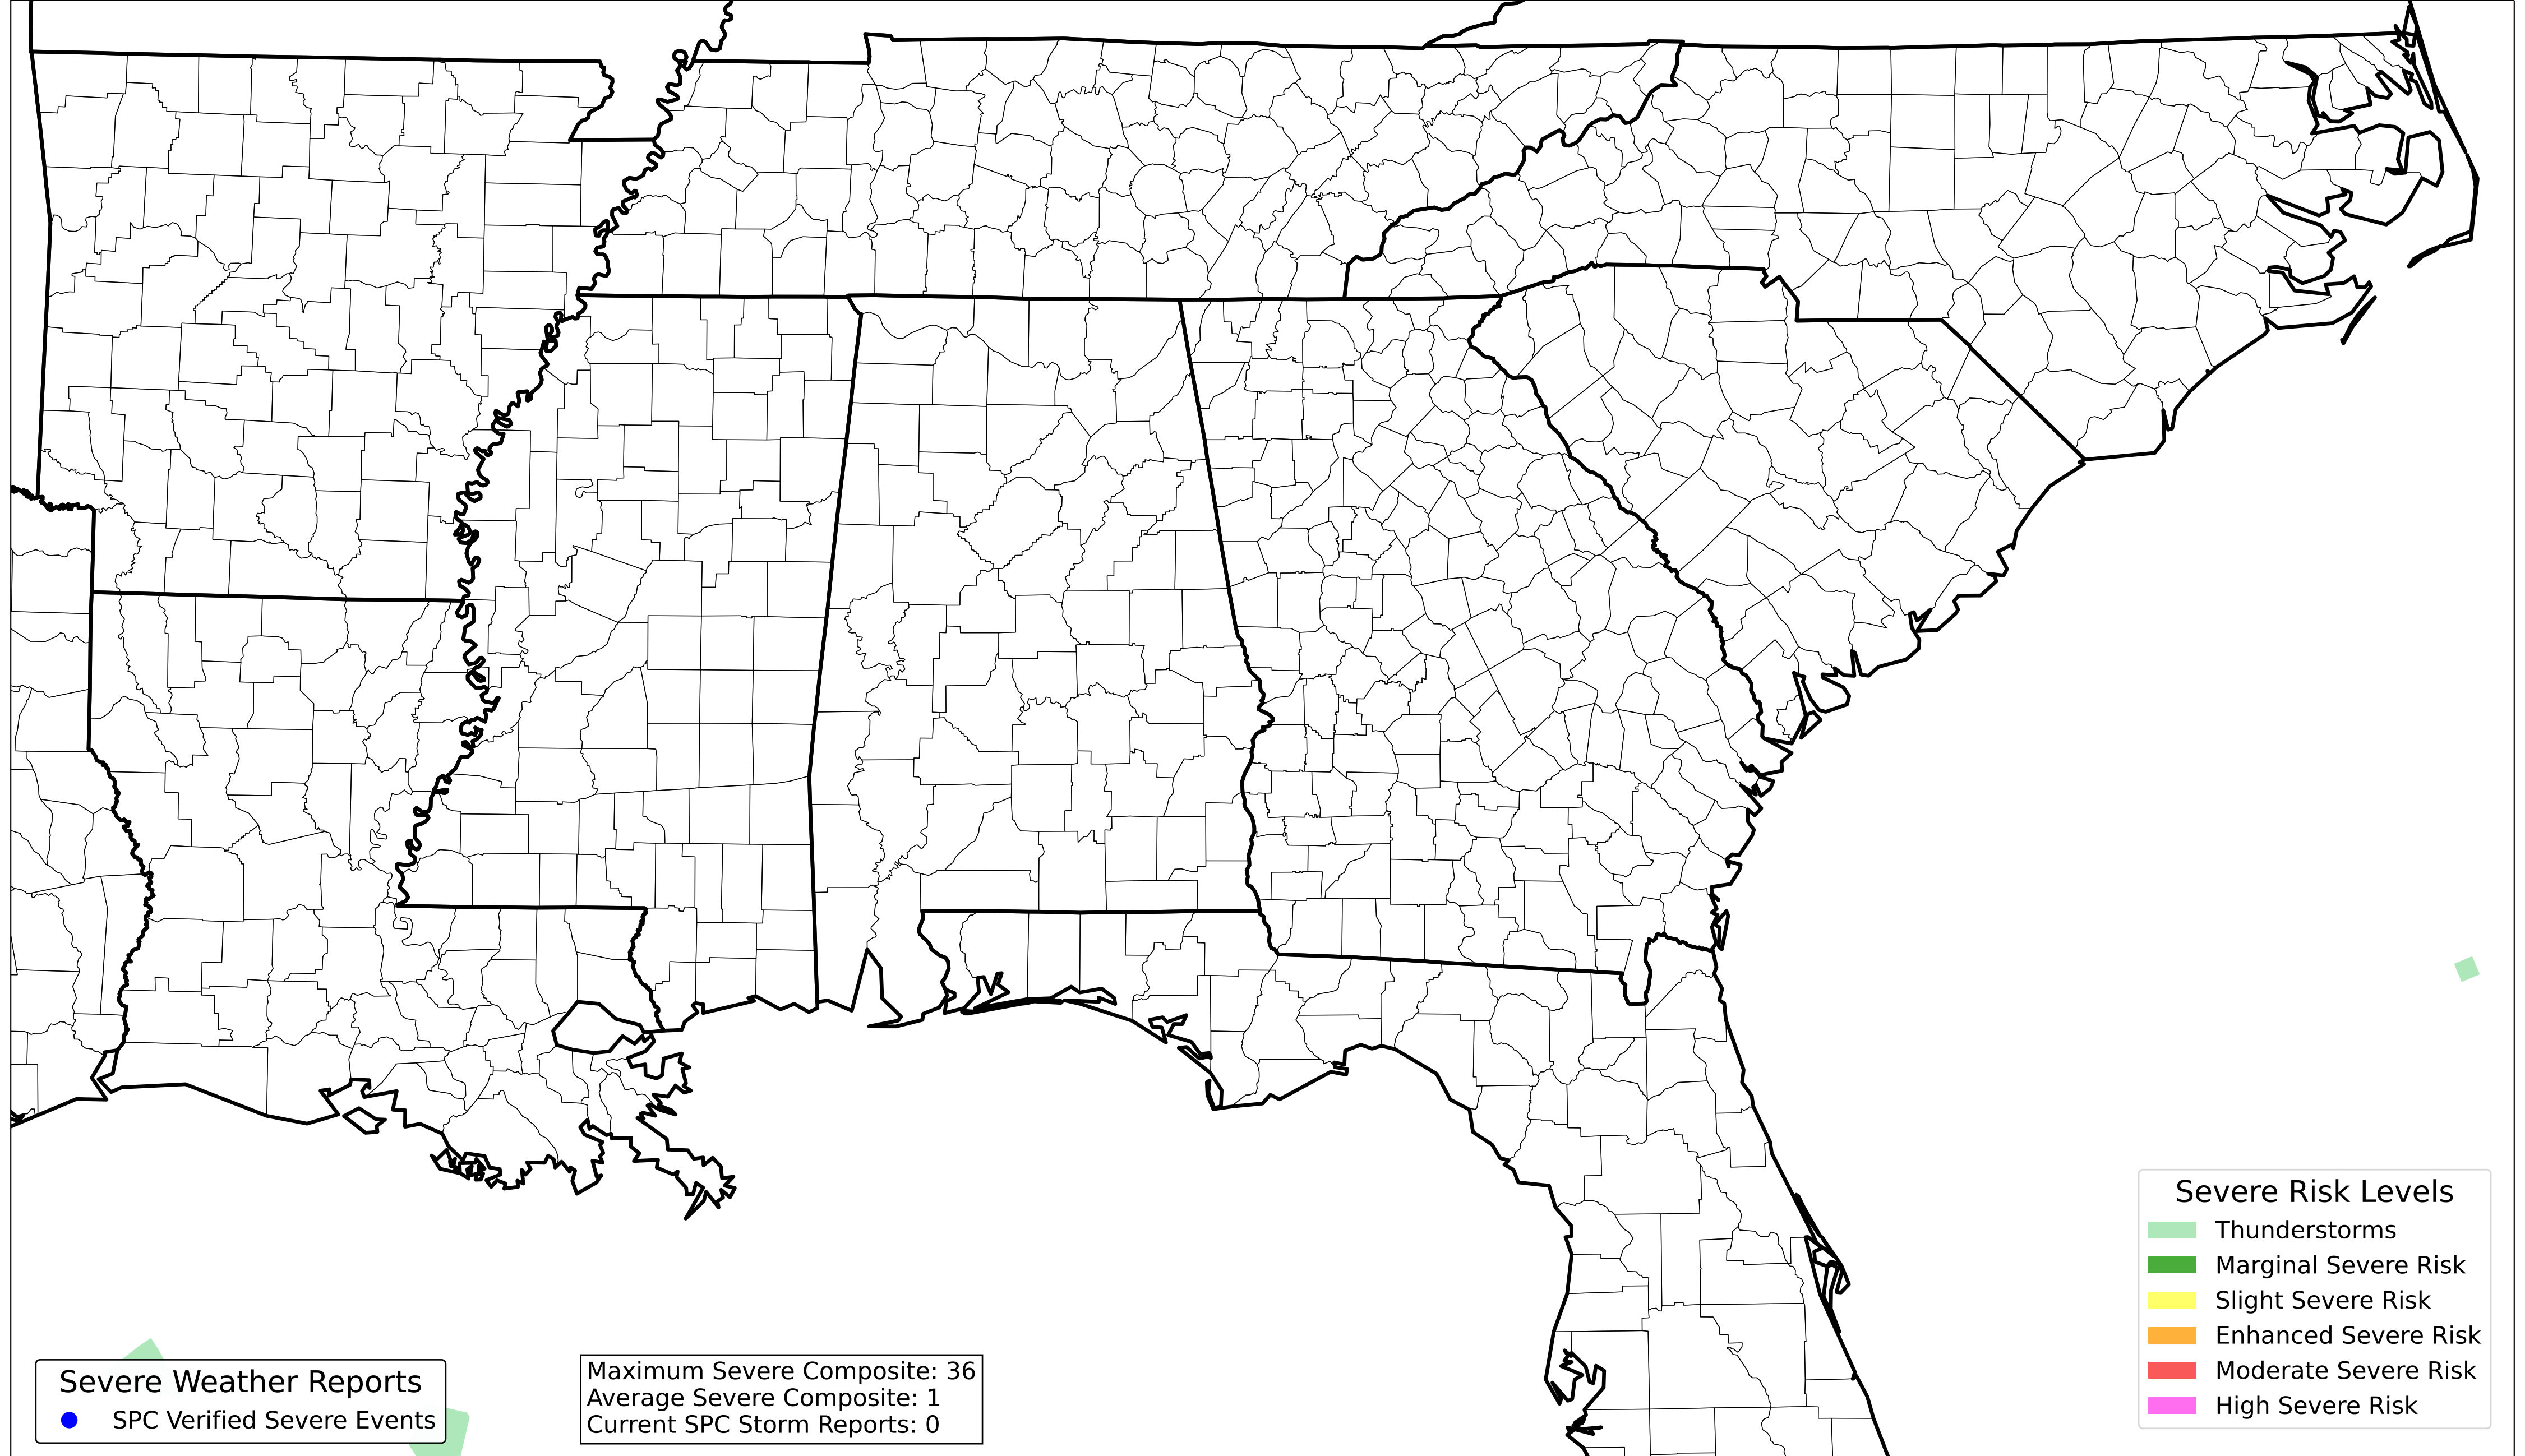 Severe Weather Reports
SPC Verified Severe Events
Maximum Severe Composite: 36
Average Severe Composite: 1
Current SPC Storm Reports: 0
Severe Risk Levels
Thunderstorms
Marginal Severe Risk
Slight Severe Risk
Enhanced Severe Risk
Moderate Severe Risk
High Severe Risk